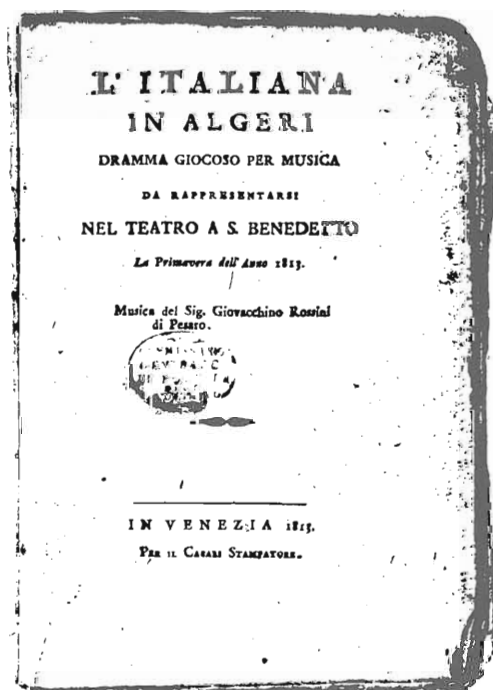 L' ITALIANA
IN ALGERI
DRAMMA GIOCOSO PER MUSICA
DA RAPPRESENTARSI
NEL TEATRO A S. BENEDETTO
La Primavera dell' Anno 1813.
Musica del Sig. Giovacchino Rossini
di Pesaro.
IN VENEZIA 1813.
PER IL CASALI STAMPATORE.